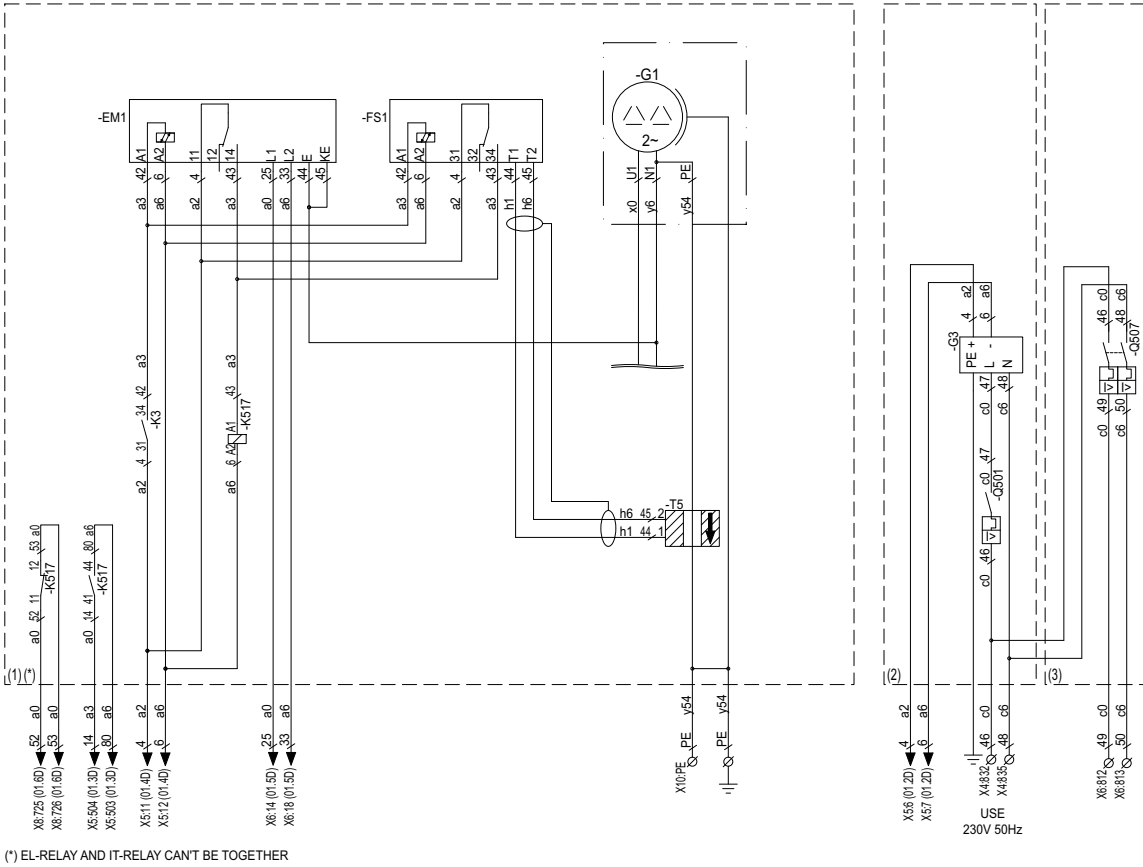 -EM1
A1
A2
11
12
14
L1
L2
E
KE
42
6
4
43
25
33
44
45
a3
a6
a2
a3
a0
a6
-FS1
A1
A2
31
32
34
T1
T2
42
6
4
43
44
45
a3
a6
a2
a3
h1
h6
-G1
2~
U1
N1
PE
x0
y6
y54
a3
42
34
-K3
31
4
a2
a3
43
A1
-K517
A2
6
a6
-T5
h6 45 2
h1 44 1
a0
53
12
-K517
11
52
a0
a6
80
44
-K517
41
14
a0
(1) (*)
a0
a0
a3
a6
a2
a6
a0
a6
y54
52
53
14
80
4
6
25
33
PE
PE
X8:725 (01.6D)
X8:726 (01.6D)
X5:504 (01.3D)
X5:503 (01.3D)
X5:11 (01.4D)
X5:12 (01.4D)
X6:14 (01.5D)
X6:18 (01.5D)
X10:PE
a2
a6
4
6
-G3
PE
+
-
L
N
47
48
c0
c6
47
c0
-Q501
I>
46
c0
(2)
a2
a6
c0
c6
4
6
46
48
X5:6 (01.2D)
X5:7 (01.2D)
X4:832
X4:835
USE
230V 50Hz
c0
c6
46
48
-Q507
I>
I>
49
50
c0
c6
(3)
c0
c6
49
50
X6:812
X6:813
(*) EL-RELAY AND IT-RELAY CAN'T BE TOGETHER